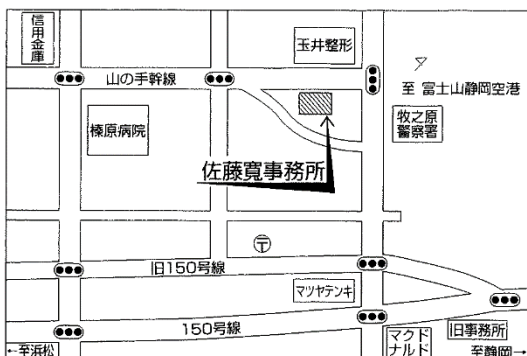 信用金庫
玉井整形
山の手幹線
至 富士山静岡空港
榛原病院
牧之原
警察署
佐藤寛事務所
〒
旧150号線
マツヤデンキ
150号線
マクド
ナルド
旧事務所
←至浜松
至静岡→